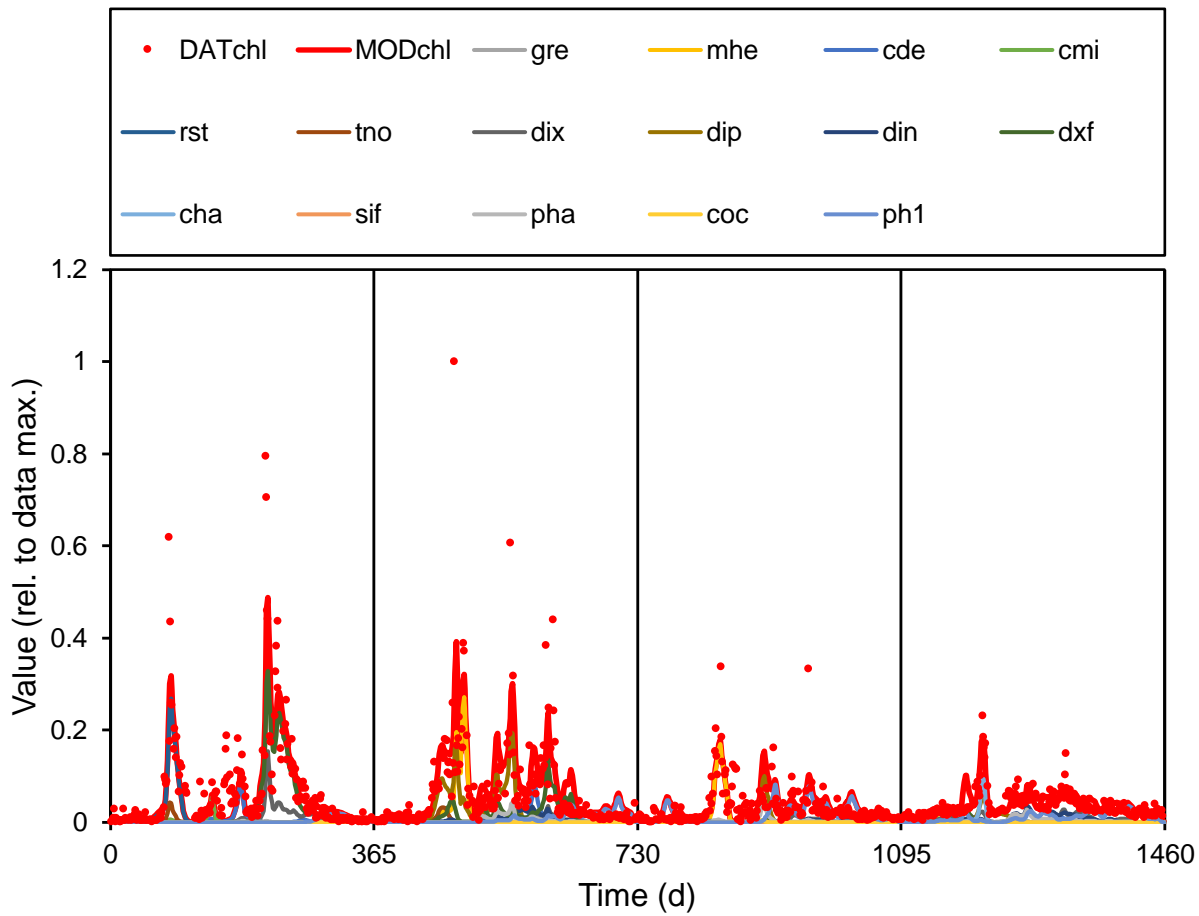 DATchl MODchl gre mhe cde cmi
rst tno dix dip din dxf
cha sif pha coc ph1
1.2
1
0.8
0.6
0.4
0.2
0
Value (rel. to data max.)
0 365 730 1095 1460
Time (d)